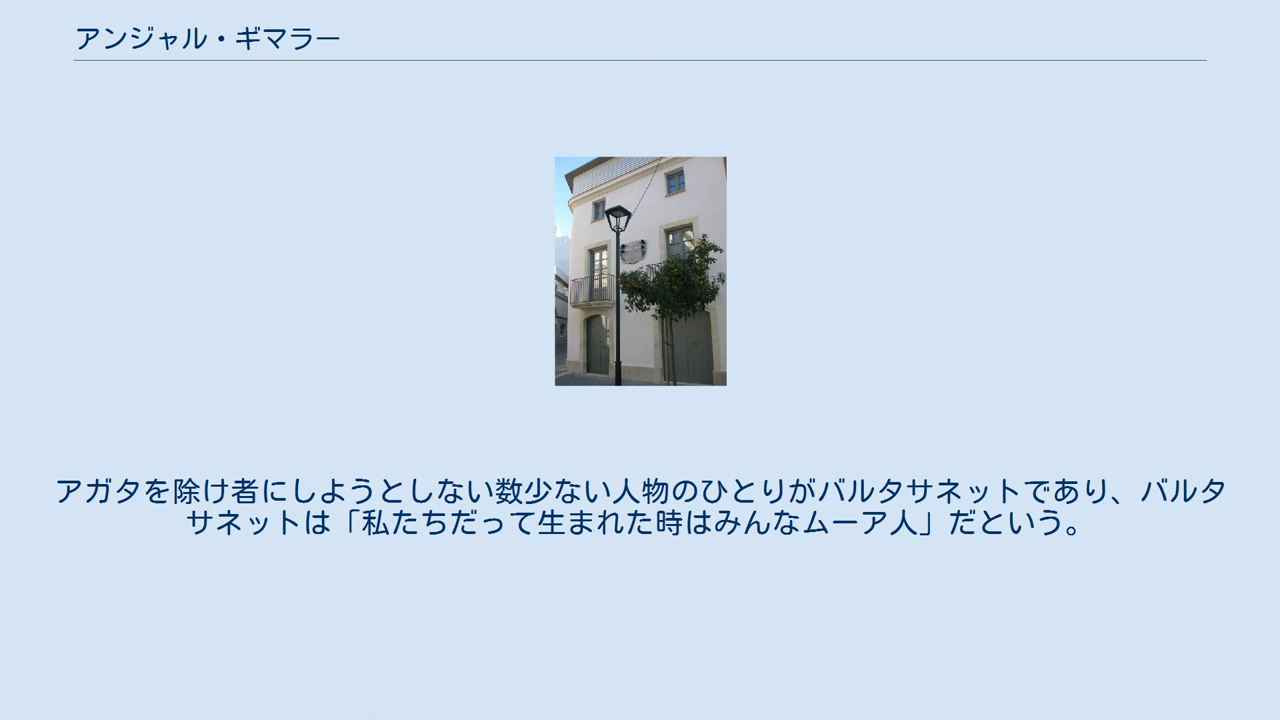 アンジャル・ギマラー
アガタを除け者にしようとしない数少ない人物のひとりがバルタサネットであり、バルタ
サネットは「私たちだって生まれた時はみんなムーア人」だという。